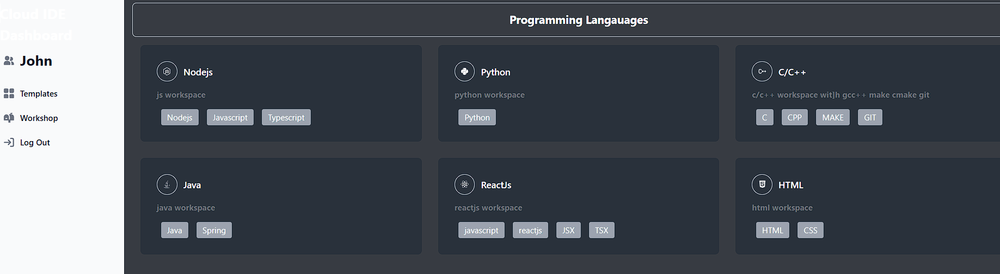 Cloud IDE
Dashboard
John
Templates
Workshop
Log Out
Programming Langauages
JS Nodejs
js workspace
Nodejs Javascript Typescript
Python
python workspace
Python
C++ C/C++
c/c++ workspace wit]h gcc++ make cmake git
C CPP MAKE GIT
Java
java workspace
Java Spring
ReactJs
reactjs workspace
javascript reactjs JSX TSX
5 HTML
html workspace
HTML CSS